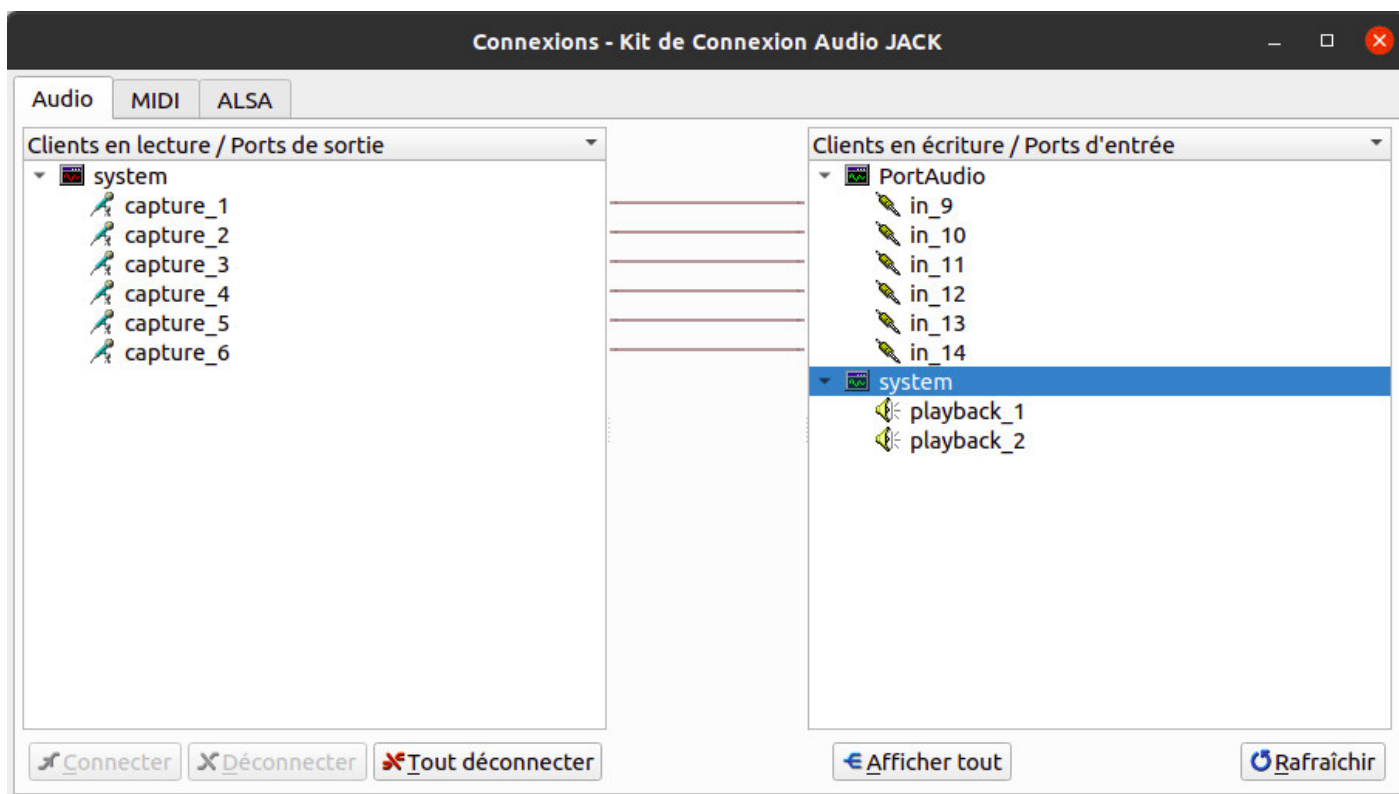 Connexions - Kit de Connexion Audio JACK
Audio MIDI ALSA
Clients en lecture / Ports de sortie
system
capture_1
capture_2
capture_3
capture_4
capture_5
capture_6
Clients en écriture / Ports d'entrée
PortAudio
in_9
in_10
in_11
in_12
in_13
in_14
system
playback_1
playback_2
Connecter Déconnecter Tout déconnecter Afficher tout Rafraîchir